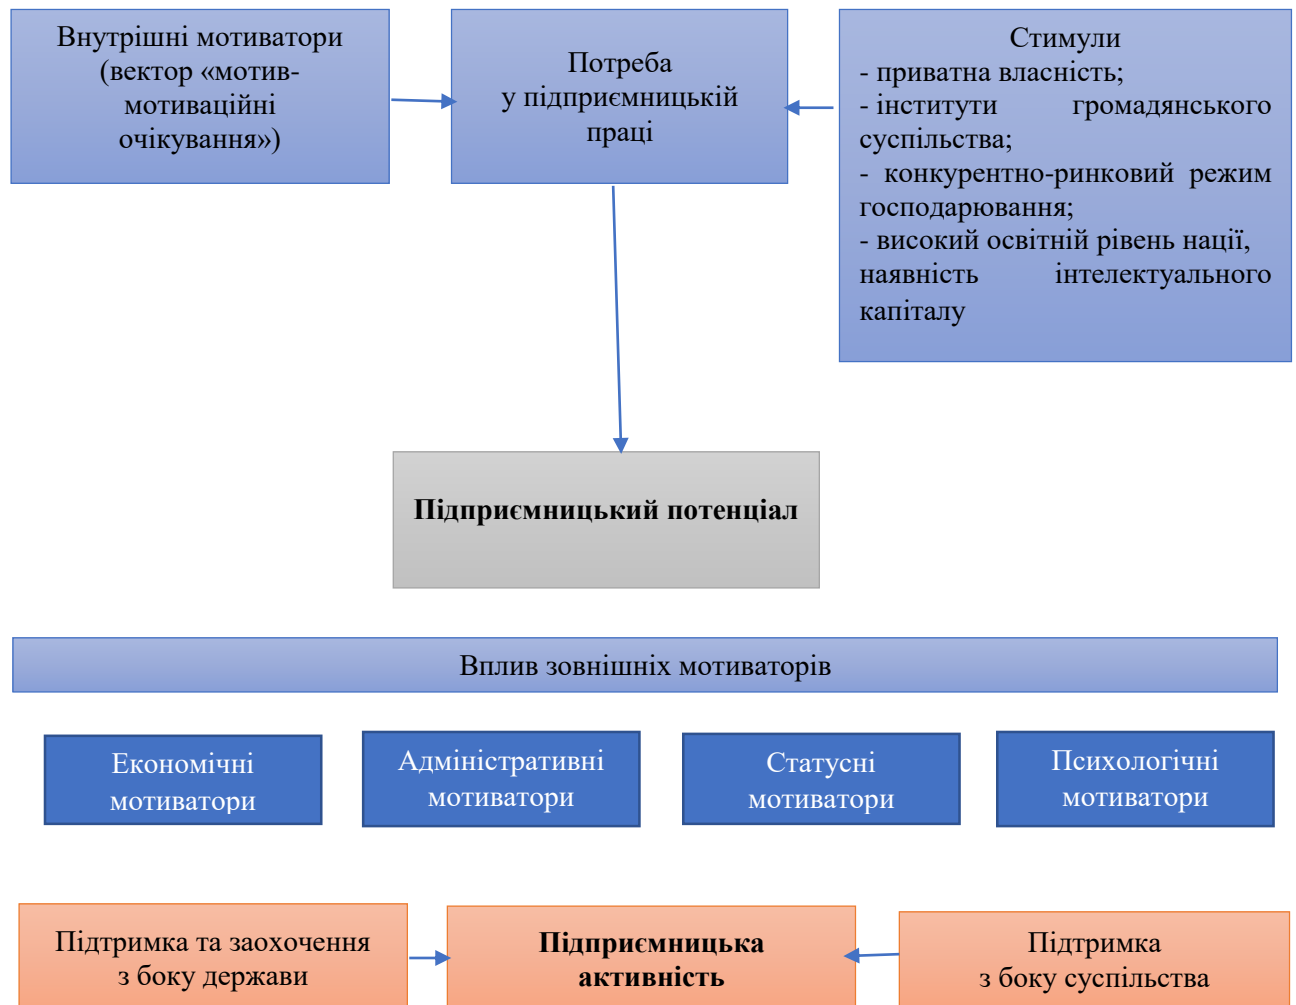 Внутрішні мотиватори
(вектор «мотив-
мотиваційні
очікування»)
Потреба
у підприємницькій
праці
Стимули
- приватна власність;
- інститути громадянського
суспільства;
- конкурентно-ринковий режим
господарювання;
- високий освітній рівень нації,
наявність інтелектуального
капіталу
Підприємницький потенціал
Вплив зовнішніх мотиваторів
Економічні
мотиватори
Адміністративні
мотиватори
Статусні
мотиватори
Психологічні
мотиватори
Підтримка та заохочення
з боку держави
Підприємницька
активність
Підтримка
з боку суспільства